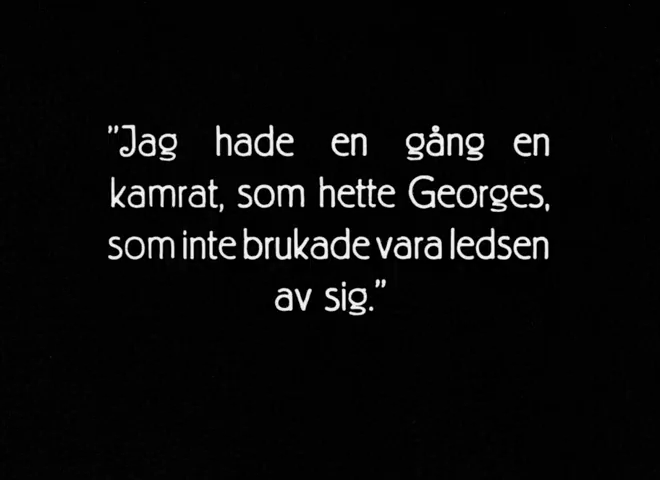 "Jag hade en gång en
kamrat, som hette Georges,
som inte brukade vara ledsen
av sig."